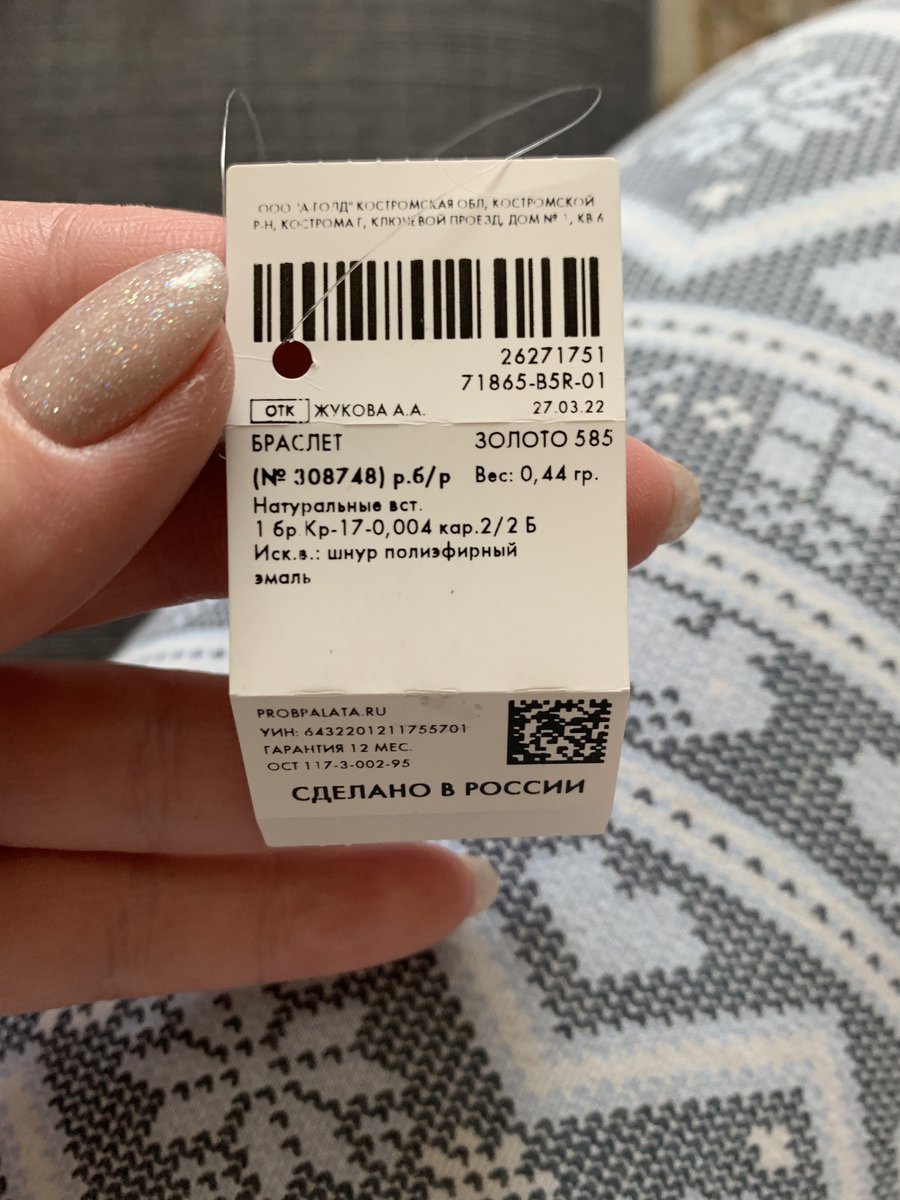 ООО "А-ГОЛД" КОСТРОМСКАЯ ОБЛ, КОСТРОМСКОЙ
Р-Н, КОСТРОМА Г, КЛЮЧЕВОЙ ПРОЕЗД, ДОМ № 1, КВ 6
26271751
71865-B5R-01
27.03.22
ОТК ЖУКОВА А.А.
БРАСЛЕТ ЗОЛОТО 585
(№ 308748) р.б/р Вес: 0,44 гр.
Натуральные вст.
1 бр Кр-17-0,004 кар.2/2 Б
Иск.в.: шнур полиэфирный
эмаль
PROBPALATA.RU
УИН: 6432201211755701
ГАРАНТИЯ 12 МЕС.
ОСТ 117-3-002-95
СДЕЛАНО В РОССИИ